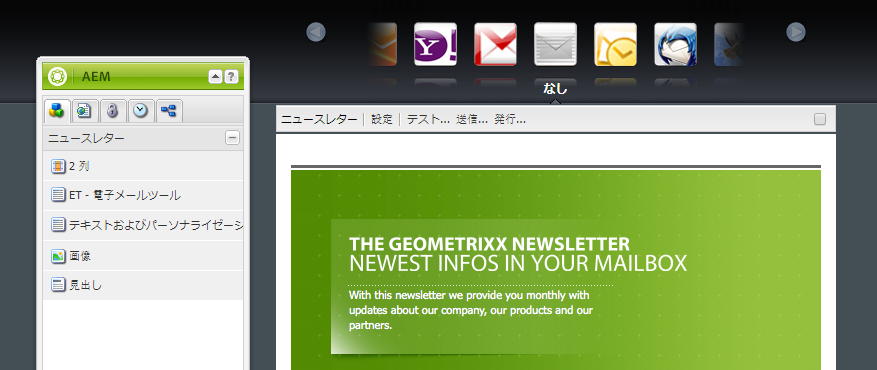 なし
AEM
?
ニュースレター
2 列
ET - 電子メールツール
テキストおよびパーソナライゼーシ
画像
見出し
ニュースレター 設定 テスト... 送信... 発行...
THE GEOMETRIXX NEWSLETTER
NEWEST INFOS IN YOUR MAILBOX
With this newsletter we provide you monthly with
updates about our company, our products and our
partners.